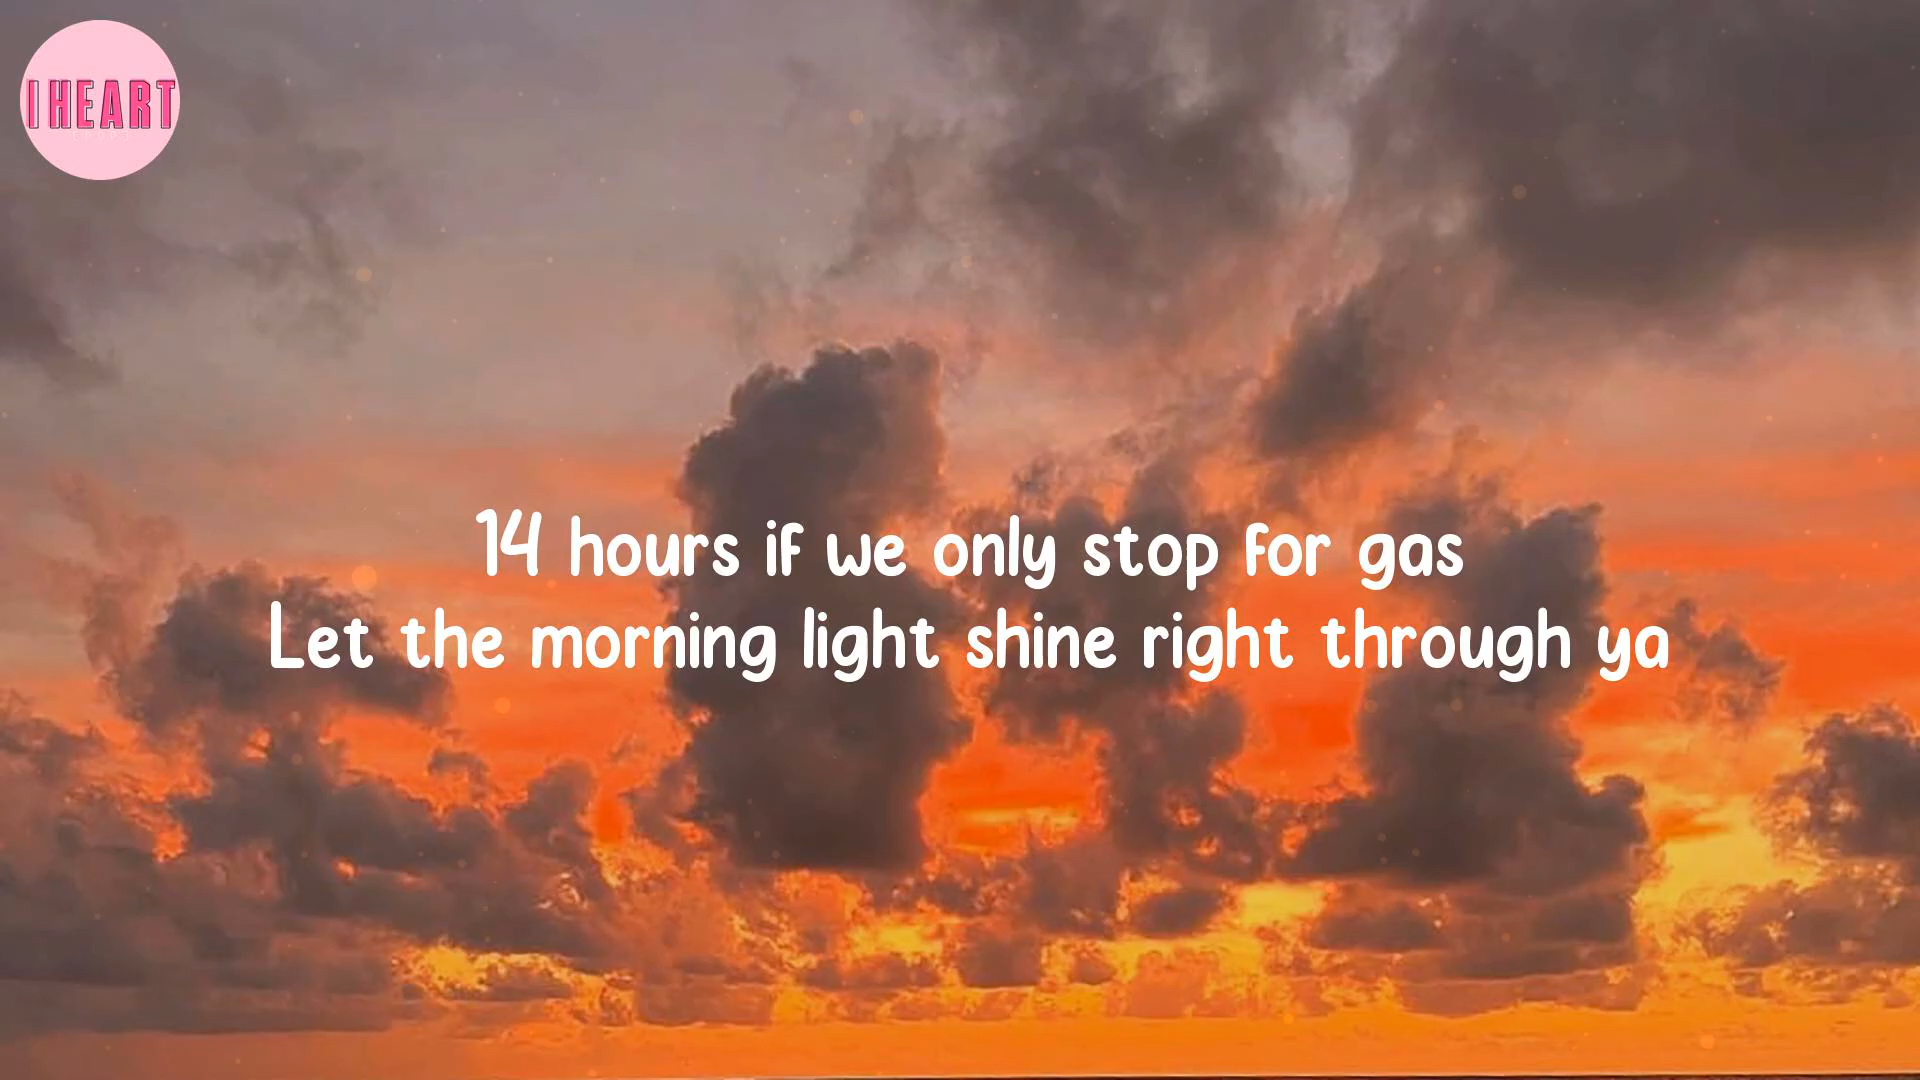 I HEART
14 hours if we only stop for gas
Let the morning light shine right through ya